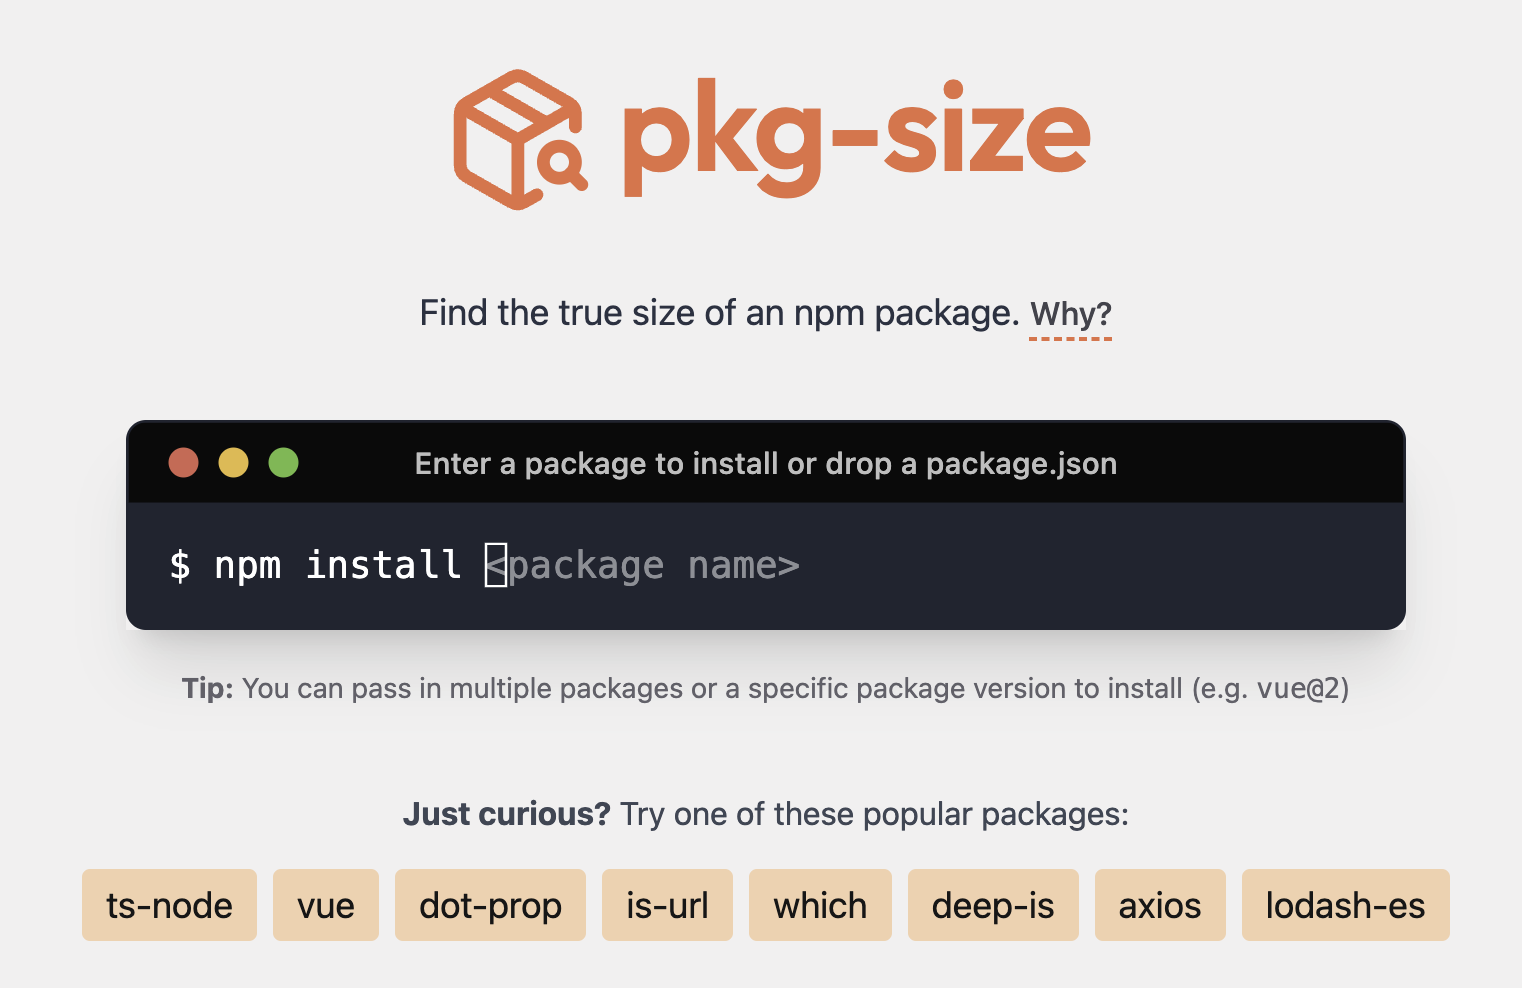 pkg-size
Find the true size of an npm package. Why?
Enter a package to install or drop a package.json
$ npm install <package name>
Tip: You can pass in multiple packages or a specific package version to install (e.g. vue@2)
Just curious? Try one of these popular packages:
ts-node vue dot-prop is-url which deep-is axios lodash-es